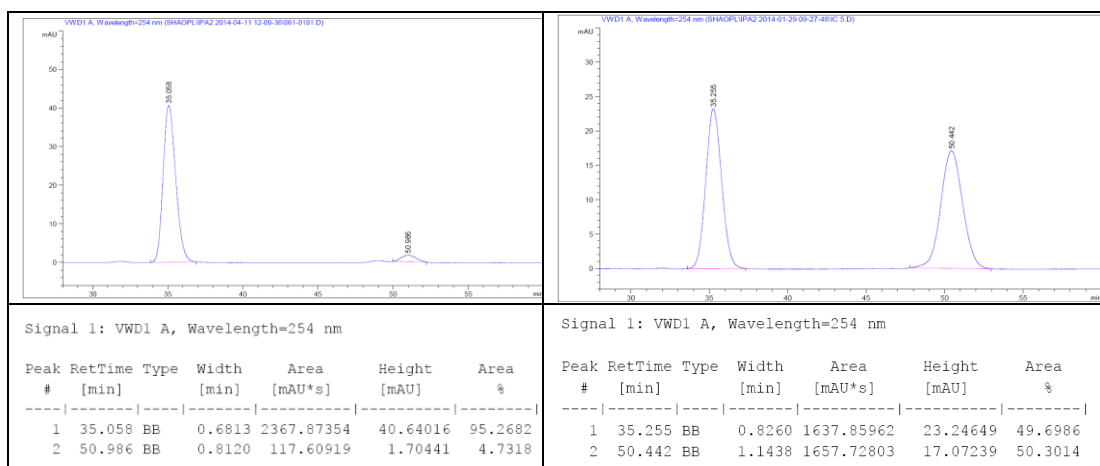 VWD1 A, Wavelength=254 nm (SHAOPL\IPA2 2014-04-11 12-09-36\061-0101.D)
mAU
50
40
30
20
10
0
35.058
50.986
30
35
40
45
50
min
VWD1 A, Wavelength=254 nm (SHAOPL\IPA2 2014-01-29 09-27-48\IC 5.D)
mAU
30
25
20
15
10
5
0
35.255
50.442
30
35
40
45
50
55
min
Signal 1: VWD1 A, Wavelength=254 nm
Peak RetTime Type Width Area Height Area
# [min] [min] [mAU*s] [mAU] %
----|-------|----|-------|----------|----------|--------|
1 35.058 BB 0.6813 2367.87354 40.64016 95.2682
2 50.986 BB 0.8120 117.60919 1.70441 4.7318
Signal 1: VWD1 A, Wavelength=254 nm
Peak RetTime Type Width Area Height Area
# [min] [min] [mAU*s] [mAU] %
----|-------|----|-------|----------|----------|--------|
1 35.255 BB 0.8260 1637.85962 23.24649 49.6986
2 50.442 BB 1.1438 1657.72803 17.07239 50.3014